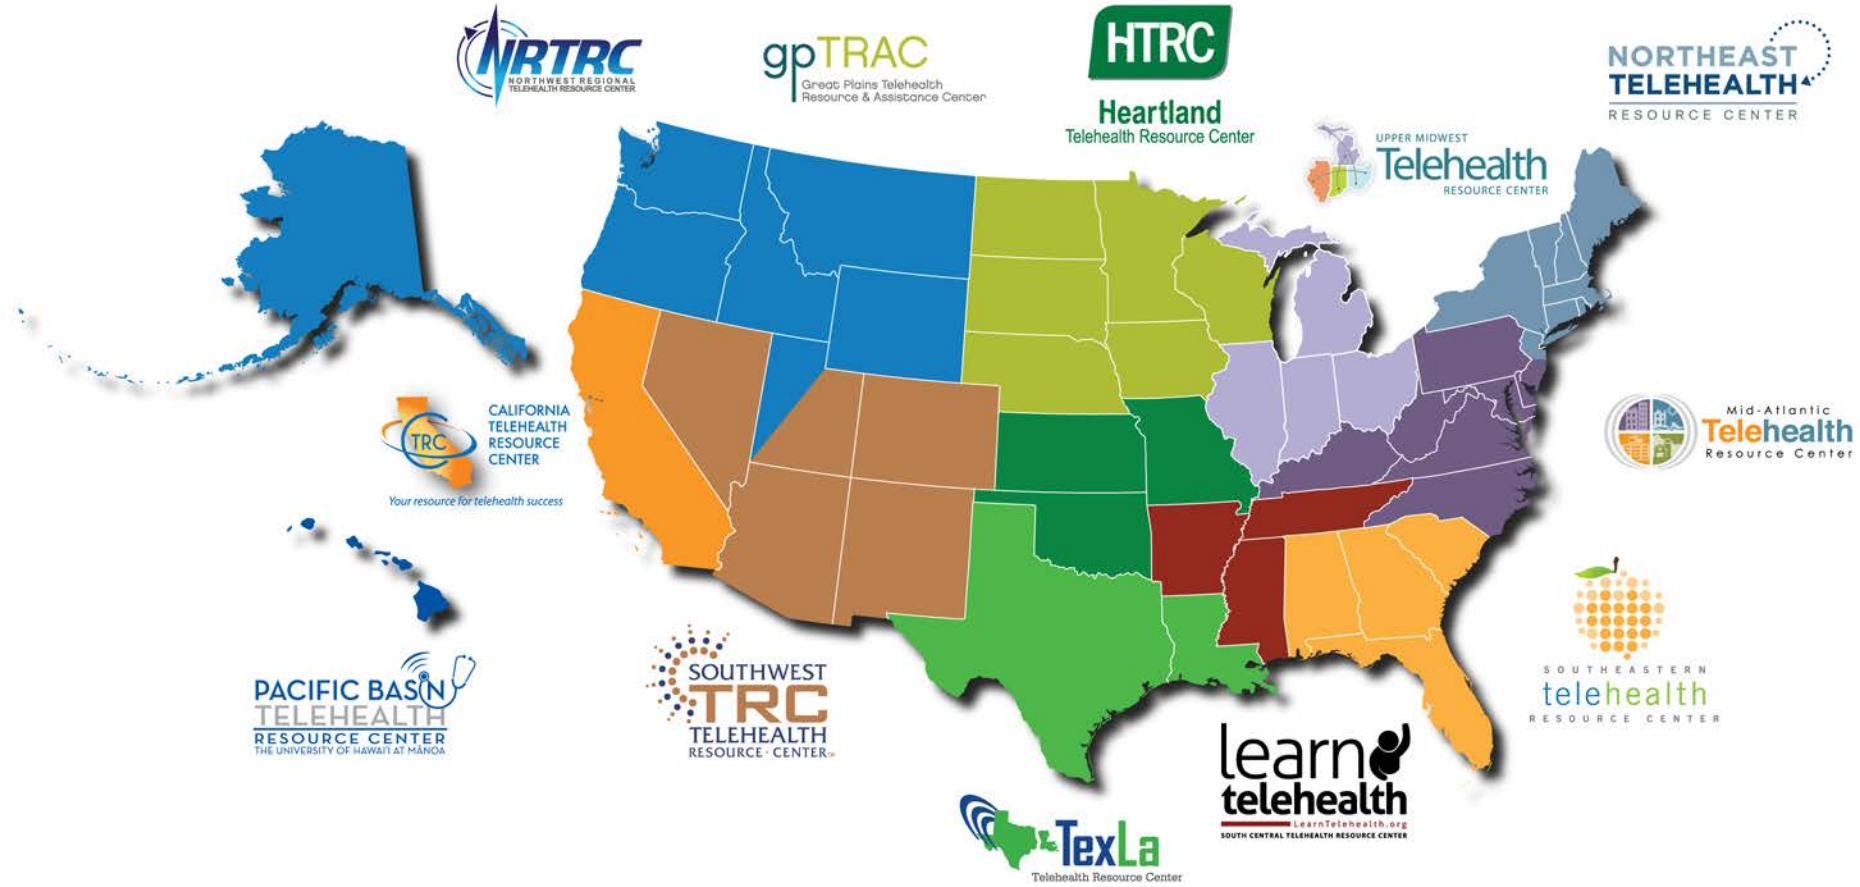 NRTRC
NORTHWEST REGIONAL
TELEHEALTH RESOURCE CENTER
gpTRAC
Great Plains Telehealth
Resource & Assistance Center
HTRC
Heartland
Telehealth Resource Center
UPPER MIDWEST
Telehealth
RESOURCE CENTER
NORTHEAST
TELEHEALTH
RESOURCE CENTER
TRC
CALIFORNIA
TELEHEALTH
RESOURCE
CENTER
Your resource for telehealth success
Mid-Atlantic
Telehealth
Resource Center
PACIFIC BASIN
TELEHEALTH
RESOURCE CENTER
THE UNIVERSITY OF HAWAI'I AT MĀNOA
SOUTHWEST
TRC
TELEHEALTH
RESOURCE · CENTER™
SOUTHEASTERN
telehealth
RESOURCE CENTER
learn
telehealth
LearnTelehealth.org
SOUTH CENTRAL TELEHEALTH RESOURCE CENTER
TexLa
Telehealth Resource Center